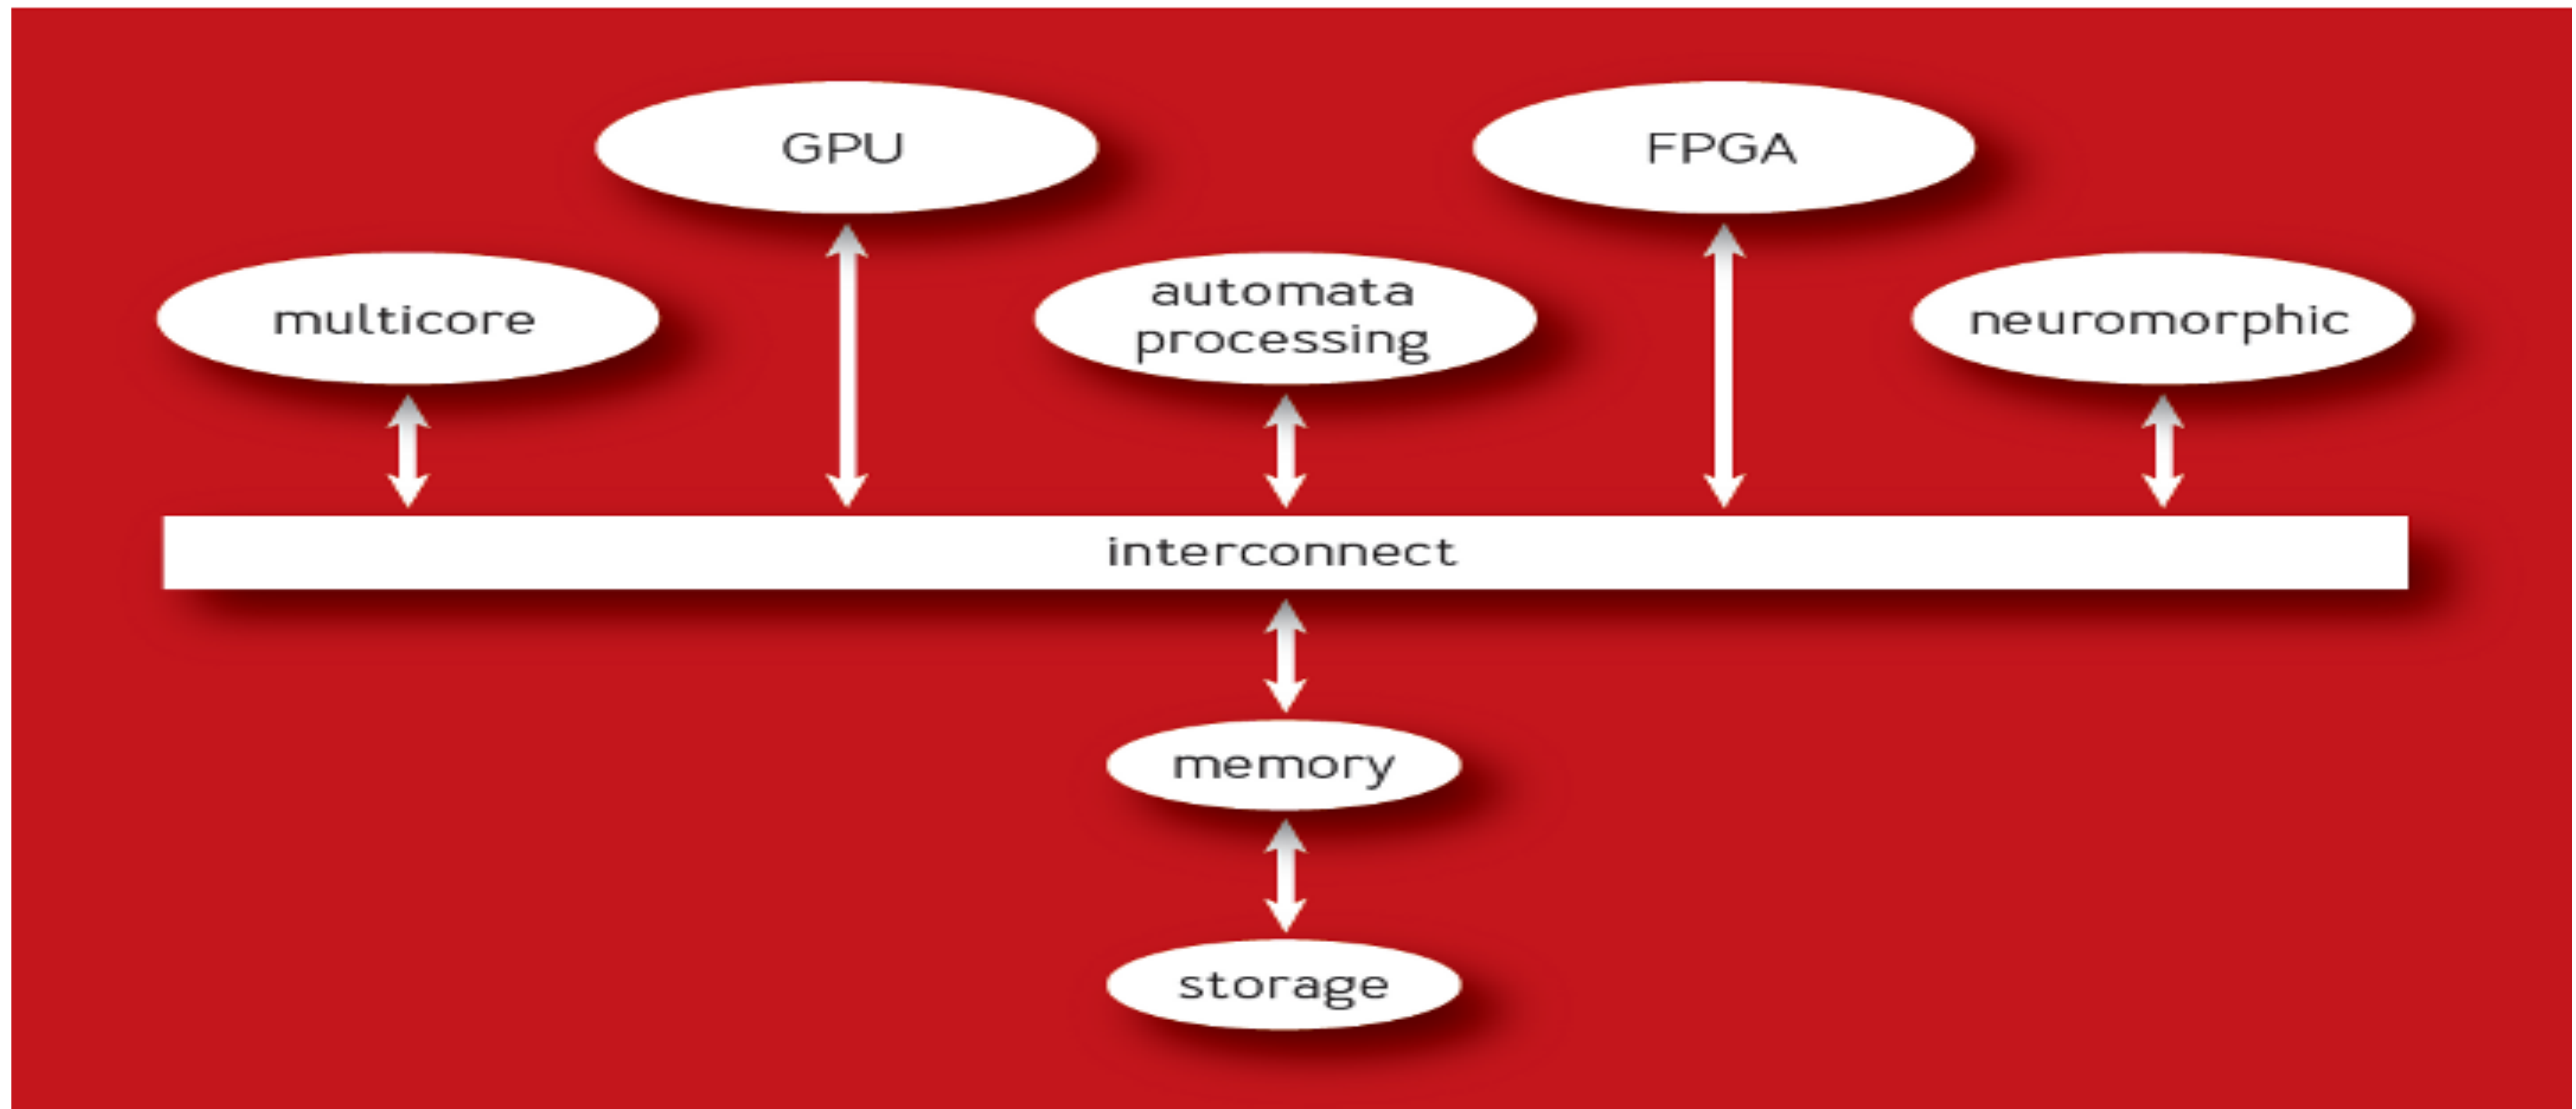 GPU
FPGA
multicore
automata
processing
neuromorphic
interconnect
memory
storage